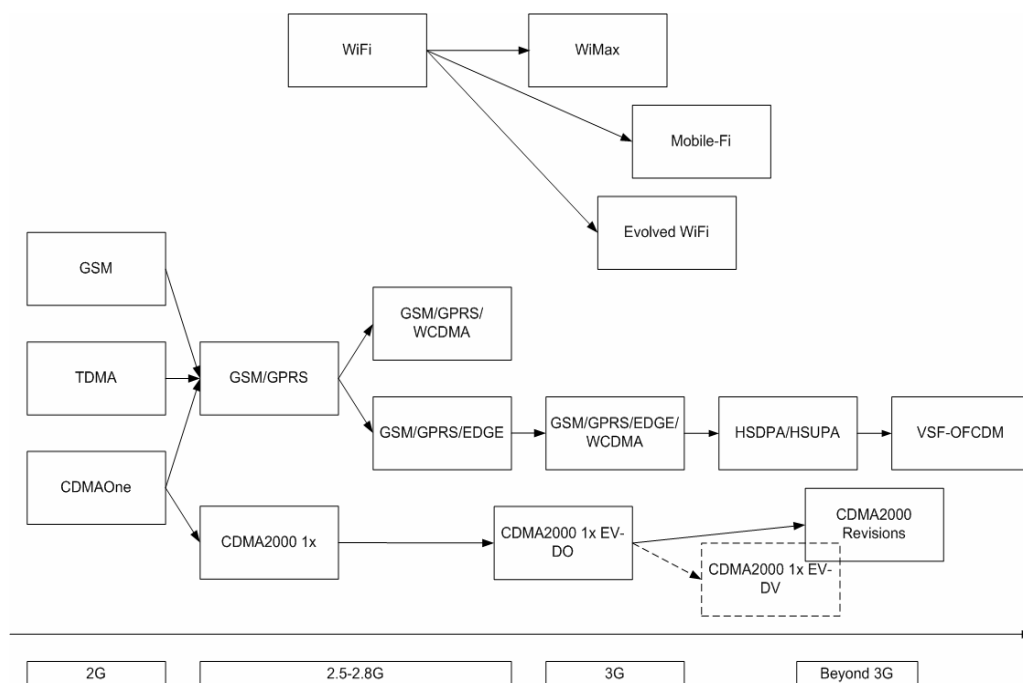 WiFi
WiMax
Mobile-Fi
Evolved WiFi
GSM
GSM/GPRS/
WCDMA
TDMA
GSM/GPRS
GSM/GPRS/EDGE
GSM/GPRS/EDGE/
WCDMA
HSDPA/HSUPA
VSF-OFCDM
CDMAOne
CDMA2000 1x
CDMA2000 1x EV-
DO
CDMA2000
Revisions
CDMA2000 1x EV-
DV
2G
2.5-2.8G
3G
Beyond 3G